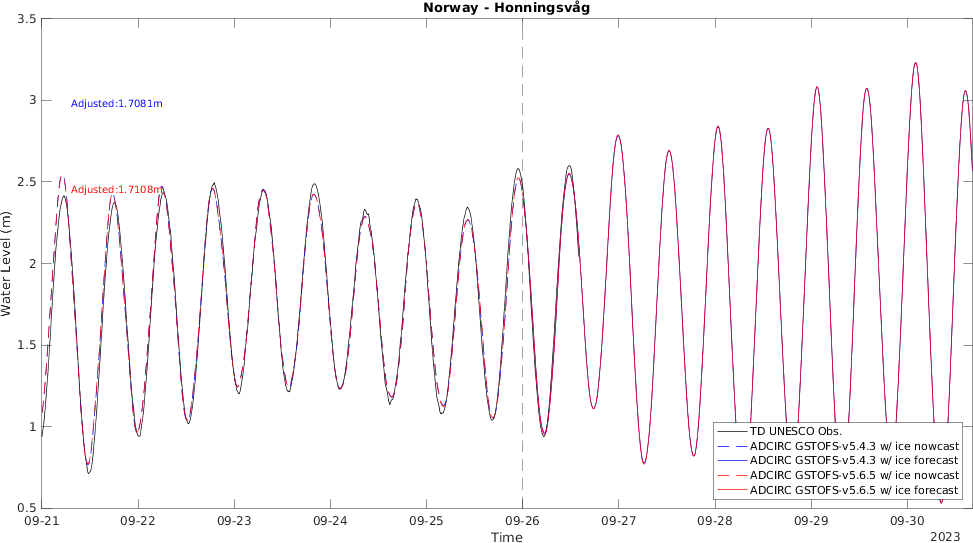 Norway - Honningsvåg
3.5
3
2.5
2
1.5
1
0.5
Water Level (m)
Adjusted:1.7081m
Adjusted:1.7108m
TD UNESCO Obs.
ADCIRC GSTOFS-v5.4.3 w/ ice nowcast
ADCIRC GSTOFS-v5.4.3 w/ ice forecast
ADCIRC GSTOFS-v5.6.5 w/ ice nowcast
ADCIRC GSTOFS-v5.6.5 w/ ice forecast
09-21 09-22 09-23 09-24 09-25 09-26 09-27 09-28 09-29 09-30
Time
2023